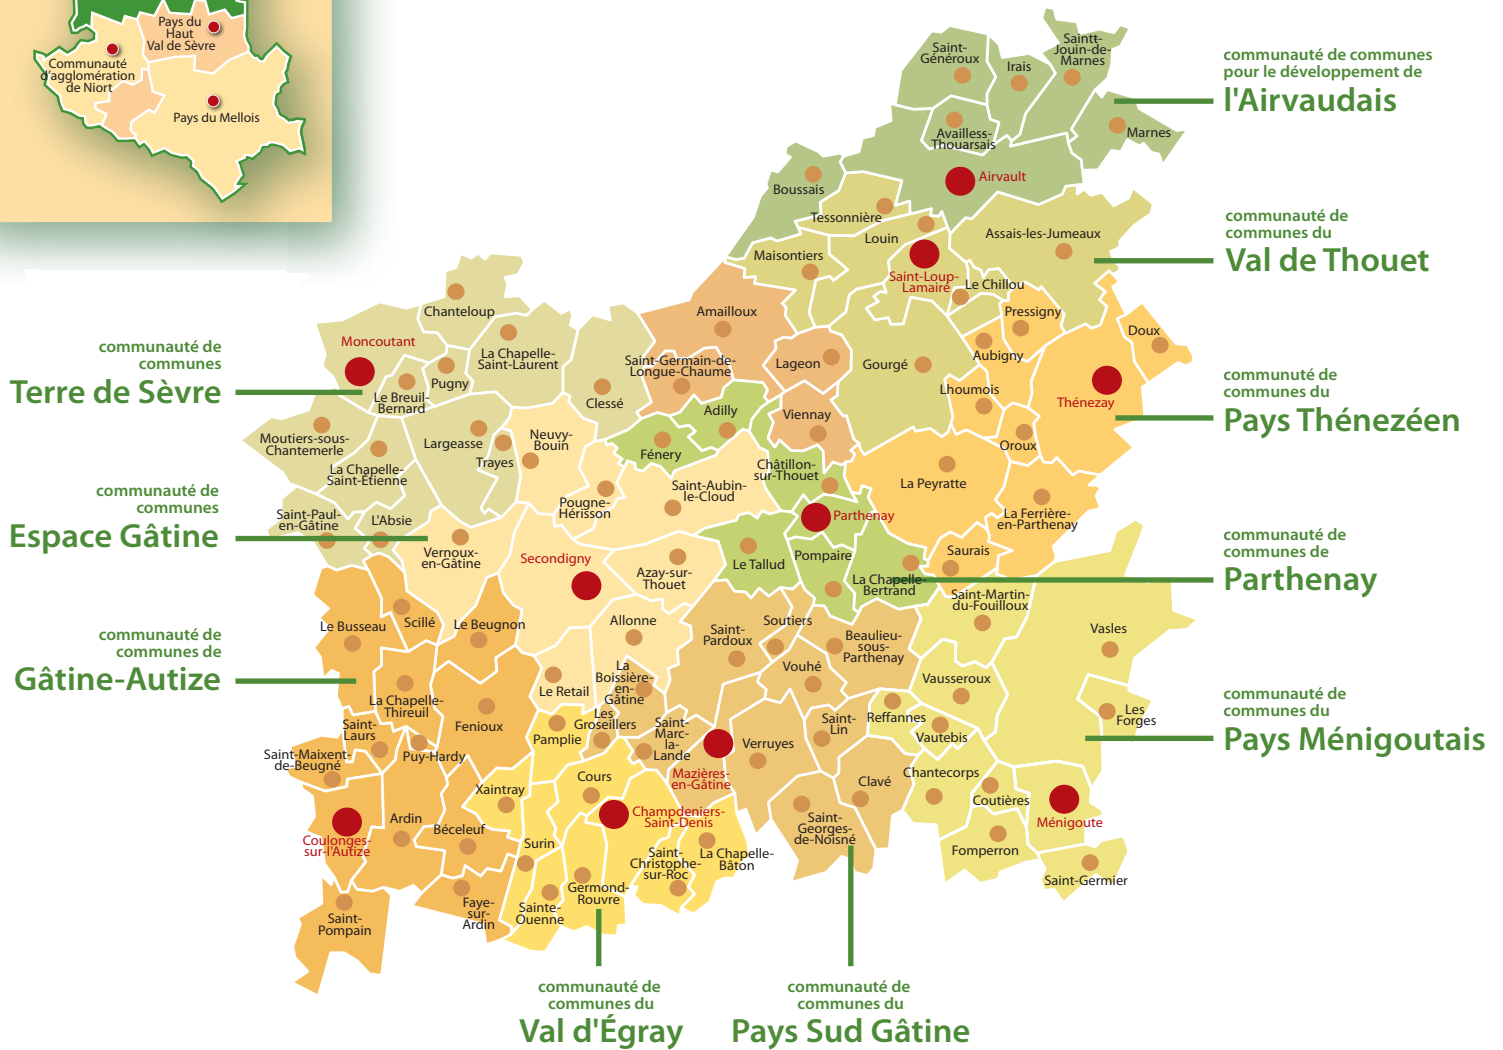 Pays du
Haut
Val de Sèvre
Communauté
d'agglomération
de Niort
Pays du Mellois
communauté de communes
pour le développement de
l'Airvaudais
communauté de
communes du
Val de Thouet
communuté de
communes du
Pays Thénezéen
communauté de
communes de
Parthenay
communauté de
communes du
Pays Ménigoutais
communauté de
communes
Terre de Sèvre
communauté de
communes
Espace Gâtine
communauté de
communes de
Gâtine-Autize
communauté de
communes du
Val d'Égray
communauté de
communes du
Pays Sud Gâtine
Saint-
Généroux
Irais
Saintt-
Jouin-de-
Marnes
Marnes
Availless-
Thouarsais
Airvault
Boussais
Tessonnière
Louin
Assais-les-Jumeaux
Maisontiers
Saint-Loup-
Lamairé
Le Chillou
Pressigny
Doux
Aubigny
Gourgé
Lhoumois
Thénezay
Oroux
La Peyratte
La Ferrière-
en-Parthenay
Saurais
Amailloux
Saint-Germain-de-
Longue-Chaume
Lageon
Viennay
Adilly
Fénery
Châtillon-
sur-Thouet
Parthenay
Le Tallud
Pompaire
La Chapelle-
Bertrand
Chanteloup
Moncoutant
La Chapelle-
Saint-Laurent
Pugny
Le Breuil-
Bernard
Clessé
Moutiers-sous-
Chantemerle
Largeasse
Trayes
La Chapelle-
Saint-Étienne
Saint-Paul-
en-Gâtine
L'Absie
Neuvy-
Bouin
Pougne-
Hérisson
Saint-Aubin-
le-Cloud
Vernoux-
en-Gâtine
Secondigny
Azay-sur-
Thouet
Allonne
Le Retail
Le Busseau
Scillé
Le Beugnon
La Chapelle-
Thireuil
Fenioux
Saint-
Laurs
Puy-Hardy
Saint-Maixent-
de-Beugné
Coulonges-
sur-l'Autize
Ardin
Béceleuf
Faye-
sur-
Ardin
Saint-
Pompain
La
Boissière-
en-
Gâtine
Les
Groseillers
Saint-
Marc-
la-
Lande
Mazières-
en-Gâtine
Saint-
Pardoux
Soutiers
Beaulieu-
sous-
Parthenay
Vouhé
Verruyes
Saint-
Lin
Clavé
Saint-
Georges-
de-Noisné
Pamplie
Xaintray
Cours
Champdeniers-
Saint-Denis
Surin
Germond-
Rouvre
Sainte-
Ouenne
Saint-
Christophe-
sur-Roc
La Chapelle-
Bâton
Saint-Martin-
du-Fouilloux
Vasles
Vausseroux
Reffannes
Vautebis
Les
Forges
Chantecorps
Coutières
Ménigoute
Fomperron
Saint-Germier